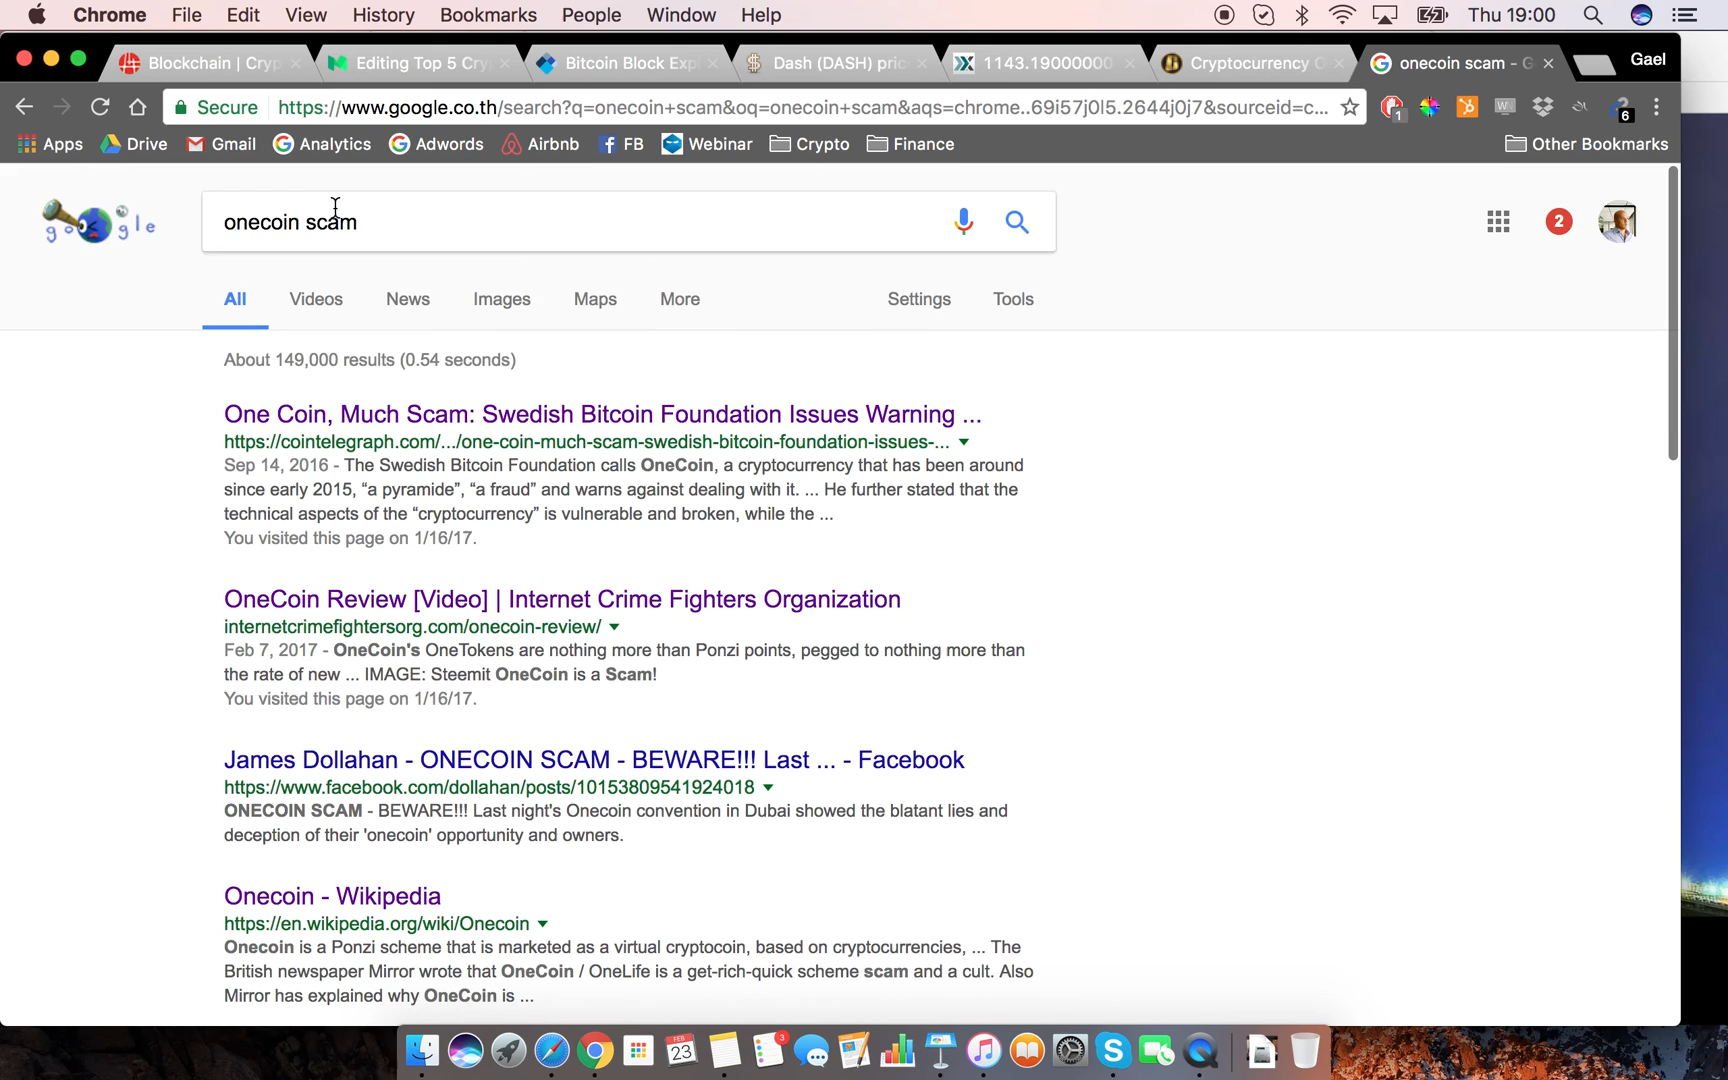 Chrome File Edit View History Bookmarks People Window Help Thu 19:00
Blockchain | Cryp Editing Top 5 Cry Bitcoin Block Exp Dash (DASH) pric 1143.19000000 Cryptocurrency C onecoin scam - G Gael
Secure https://www.google.co.th/search?q=onecoin+scam&oq=onecoin+scam&aqs=chrome..69i57j0l5.2644j0j7&sourceid=c... 1 6
Apps Drive Gmail Analytics Adwords Airbnb FB Webinar Crypto Finance Other Bookmarks
google onecoin scam 2
All Videos News Images Maps More Settings Tools
About 149,000 results (0.54 seconds)
One Coin, Much Scam: Swedish Bitcoin Foundation Issues Warning ...
https://cointelegraph.com/.../one-coin-much-scam-swedish-bitcoin-foundation-issues-...
Sep 14, 2016 - The Swedish Bitcoin Foundation calls OneCoin, a cryptocurrency that has been around
since early 2015, “a pyramide”, “a fraud” and warns against dealing with it. ... He further stated that the
technical aspects of the “cryptocurrency” is vulnerable and broken, while the ...
You visited this page on 1/16/17.
OneCoin Review [Video] | Internet Crime Fighters Organization
internetcrimefightersorg.com/onecoin-review/
Feb 7, 2017 - OneCoin's OneTokens are nothing more than Ponzi points, pegged to nothing more than
the rate of new ... IMAGE: Steemit OneCoin is a Scam!
You visited this page on 1/16/17.
James Dollahan - ONECOIN SCAM - BEWARE!!! Last ... - Facebook
https://www.facebook.com/dollahan/posts/10153809541924018
ONECOIN SCAM - BEWARE!!! Last night's Onecoin convention in Dubai showed the blatant lies and
deception of their 'onecoin' opportunity and owners.
Onecoin - Wikipedia
https://en.wikipedia.org/wiki/Onecoin
Onecoin is a Ponzi scheme that is marketed as a virtual cryptocoin, based on cryptocurrencies, ... The
British newspaper Mirror wrote that OneCoin / OneLife is a get-rich-quick scheme scam and a cult. Also
Mirror has explained why OneCoin is ...
FEB 23 3